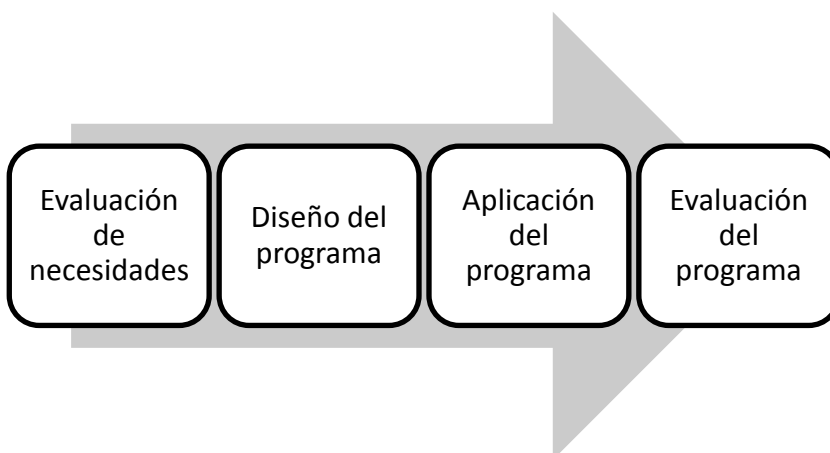 Evaluación
de
necesidades
Diseño del
programa
Aplicación
del
programa
Evaluación
del
programa